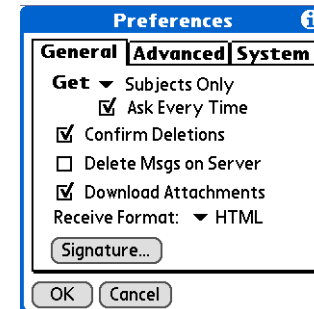 Preferences i
General Advanced System
Get Subjects Only
Ask Every Time
Confirm Deletions
Delete Msgs on Server
Download Attachments
Receive Format: HTML
Signature...
OK Cancel